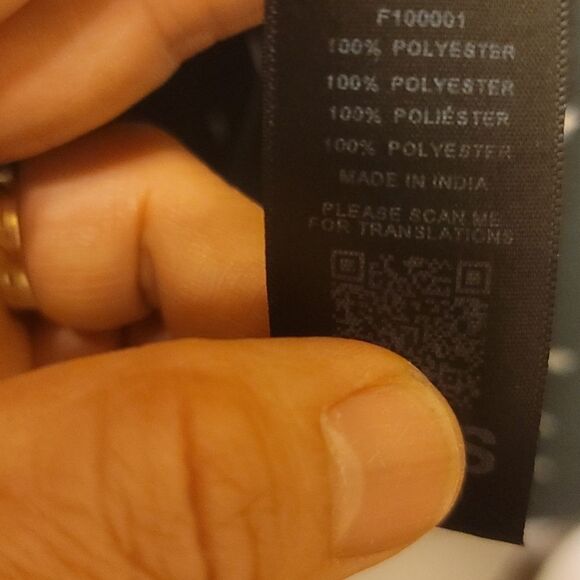 F100001
100% POLYESTER
100% POLYESTER
100% POLIÉSTER
100% POLYESTER
MADE IN INDIA
PLEASE SCAN ME
FOR TRANSLATIONS
S